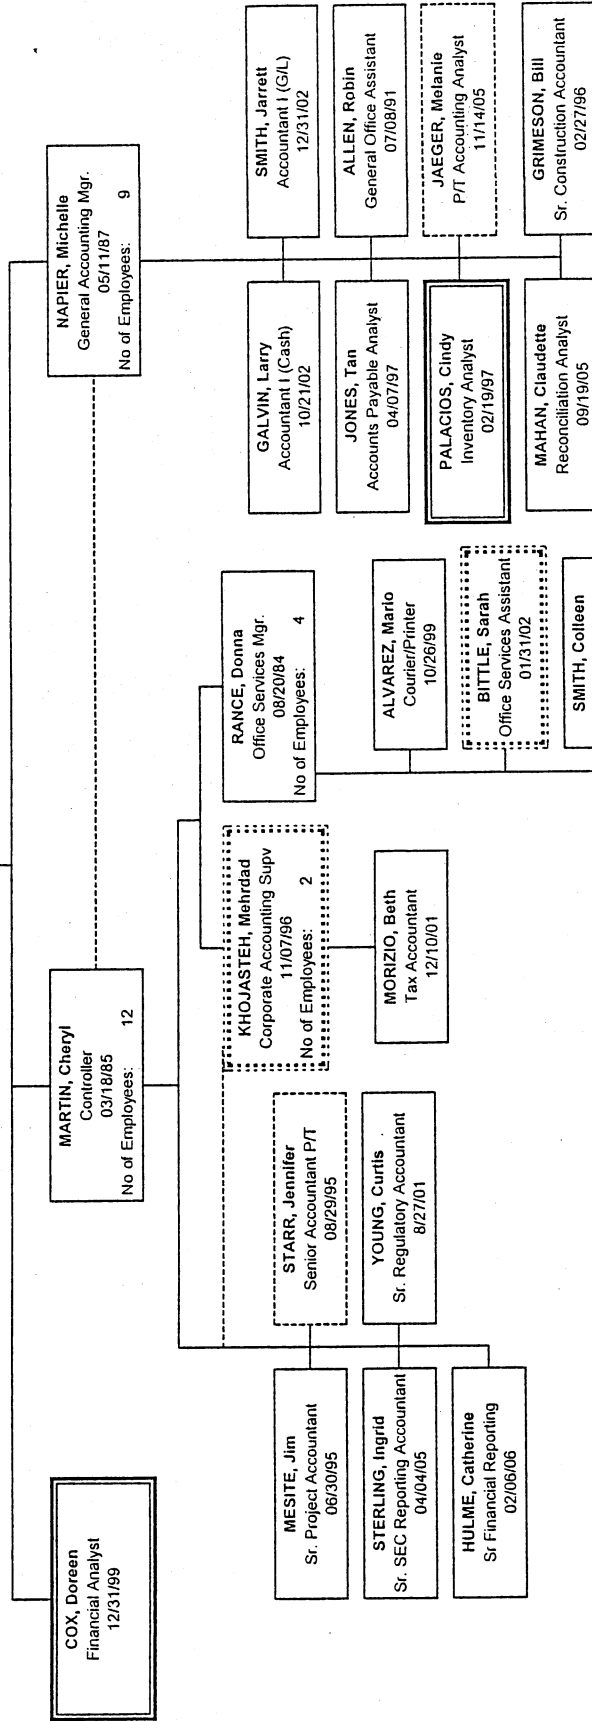 COX, Doreen
Financial Analyst
12/31/99
MARTIN, Cheryl
Controller
03/18/85
No of Employees: 12
NAPIER, Michelle
General Accounting Mgr.
05/11/87
No of Employees: 9
MESITE, Jim
Sr. Project Accountant
06/30/95
STARR, Jennifer
Senior Accountant P/T
08/29/95
STERLING, Ingrid
Sr. SEC Reporting Accountant
04/04/05
YOUNG, Curtis
Sr. Regulatory Accountant
8/27/01
HULME, Catherine
Sr Financial Reporting
02/06/06
KHOJASTEH, Mehrdad
Corporate Accounting Supv
11/07/96
No of Employees: 2
MORIZIO, Beth
Tax Accountant
12/10/01
RANCE, Donna
Office Services Mgr.
08/20/84
No of Employees: 4
ALVAREZ, Mario
Courier/Printer
10/26/99
BITTLE, Sarah
Office Services Assistant
01/31/02
SMITH, Colleen
GALVIN, Larry
Accountant I (Cash)
10/21/02
SMITH, Jarrett
Accountant I (G/L)
12/31/02
JONES, Tan
Accounts Payable Analyst
04/07/97
ALLEN, Robin
General Office Assistant
07/08/91
PALACIOS, Cindy
Inventory Analyst
02/19/97
JAEGER, Melanie
P/T Accounting Analyst
11/14/05
MAHAN, Claudette
Reconciliation Analyst
09/19/05
GRIMESON, Bill
Sr. Construction Accountant
02/27/96